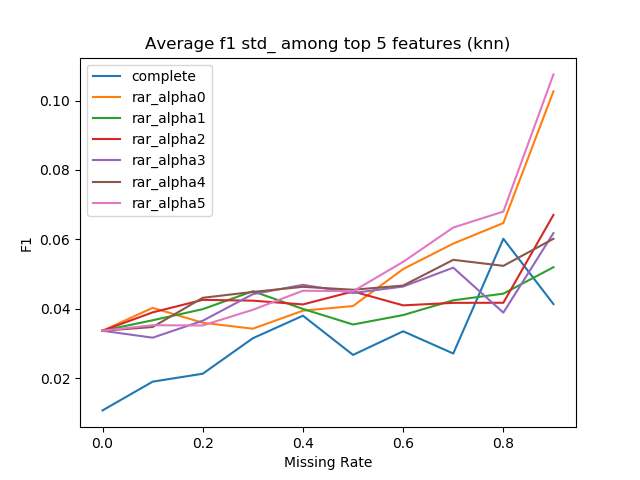 Average f1 std_ among top 5 features (knn)
complete
rar_alpha0
rar_alpha1
rar_alpha2
rar_alpha3
rar_alpha4
rar_alpha5
0.10
0.08
0.06
0.04
0.02
F1
0.0 0.2 0.4 0.6 0.8
Missing Rate